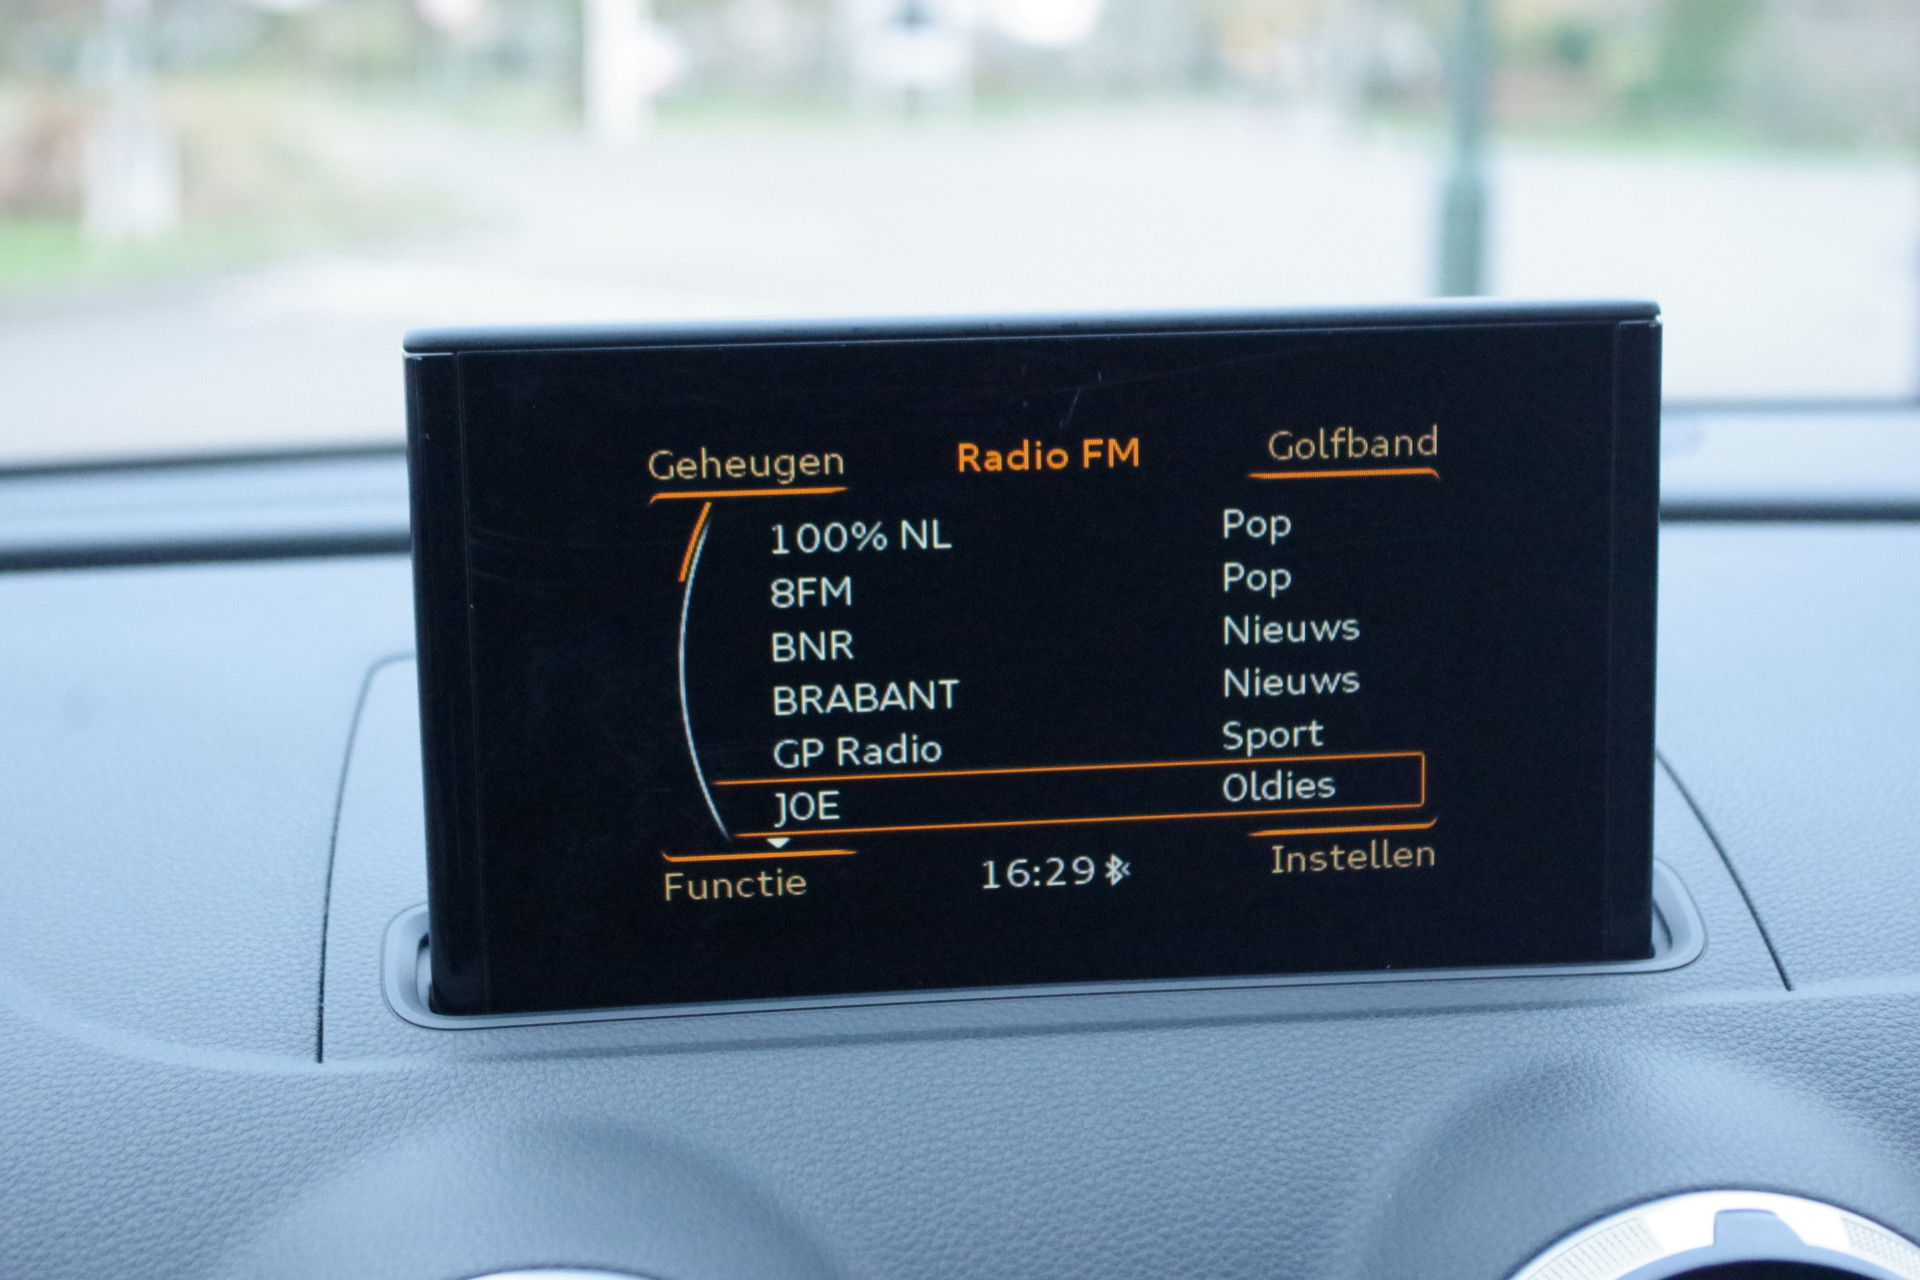 Geheugen Radio FM Golfband
100% NL Pop
8FM Pop
BNR Nieuws
BRABANT Nieuws
GP Radio Sport
JOE Oldies
Functie 16:29 Instellen